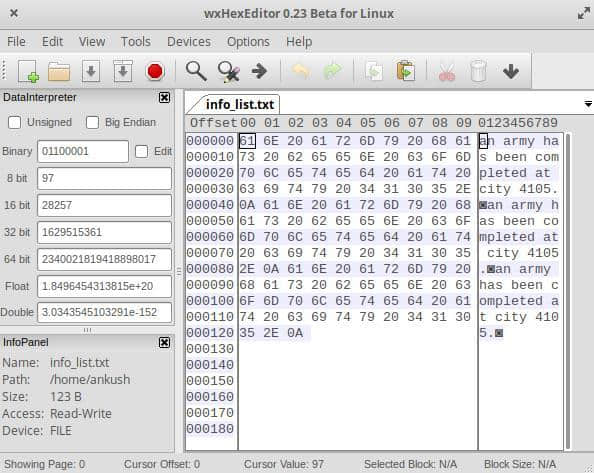 wxHexEditor 0.23 Beta for Linux
File Edit View Tools Devices Options Help
DataInterpreter
Unsigned Big Endian
Binary 01100001 Edit
8 bit 97
16 bit 28257
32 bit 1629515361
64 bit 2340021819418898017
Float 1.8496454313815e+20
Double 3.0343545103291e-152
InfoPanel
Name: info_list.txt
Path: /home/ankush
Size: 123 B
Access: Read-Write
Device: FILE
info_list.txt
Offset 00 01 02 03 04 05 06 07 08 09 0123456789
000000 61 6E 20 61 72 6D 79 20 68 61 an army ha
000010 73 20 62 65 65 6E 20 63 6F 6D s been com
000020 70 6C 65 74 65 64 20 61 74 20 pleted at
000030 63 69 74 79 20 34 31 30 35 2E city 4105.
000040 0A 61 6E 20 61 72 6D 79 20 68 ◙an army h
000050 61 73 20 62 65 65 6E 20 63 6F as been co
000060 6D 70 6C 65 74 65 64 20 61 74 mpleted at
000070 20 63 69 74 79 20 34 31 30 35 city 4105
000080 2E 0A 61 6E 20 61 72 6D 79 20 .◙an army
000090 68 61 73 20 62 65 65 6E 20 63 has been c
000100 6F 6D 70 6C 65 74 65 64 20 61 ompleted a
000110 74 20 63 69 74 79 20 34 31 30 t city 410
000120 35 2E 0A 5.◙
000130
000140
000150
000160
000170
000180
Showing Page: 0 Cursor Offset: 0 Cursor Value: 97 Selected Block: N/A Block Size: N/A